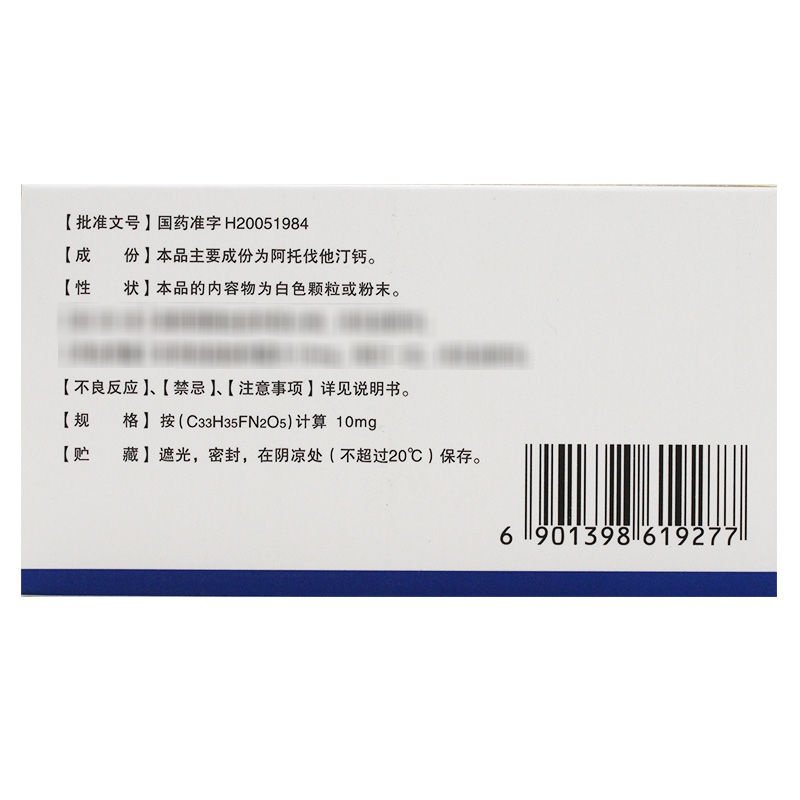 【批准文号】国药准字H20051984
【成　份】本品主要成份为阿托伐他汀钙。
【性　状】本品的内容物为白色颗粒或粉末。
【不良反应】、【禁忌】、【注意事项】详见说明书。
【规　格】按(C33H35FN2O5)计算 10mg
【贮　藏】遮光，密封，在阴凉处（不超过20℃）保存。
6 901398 619277